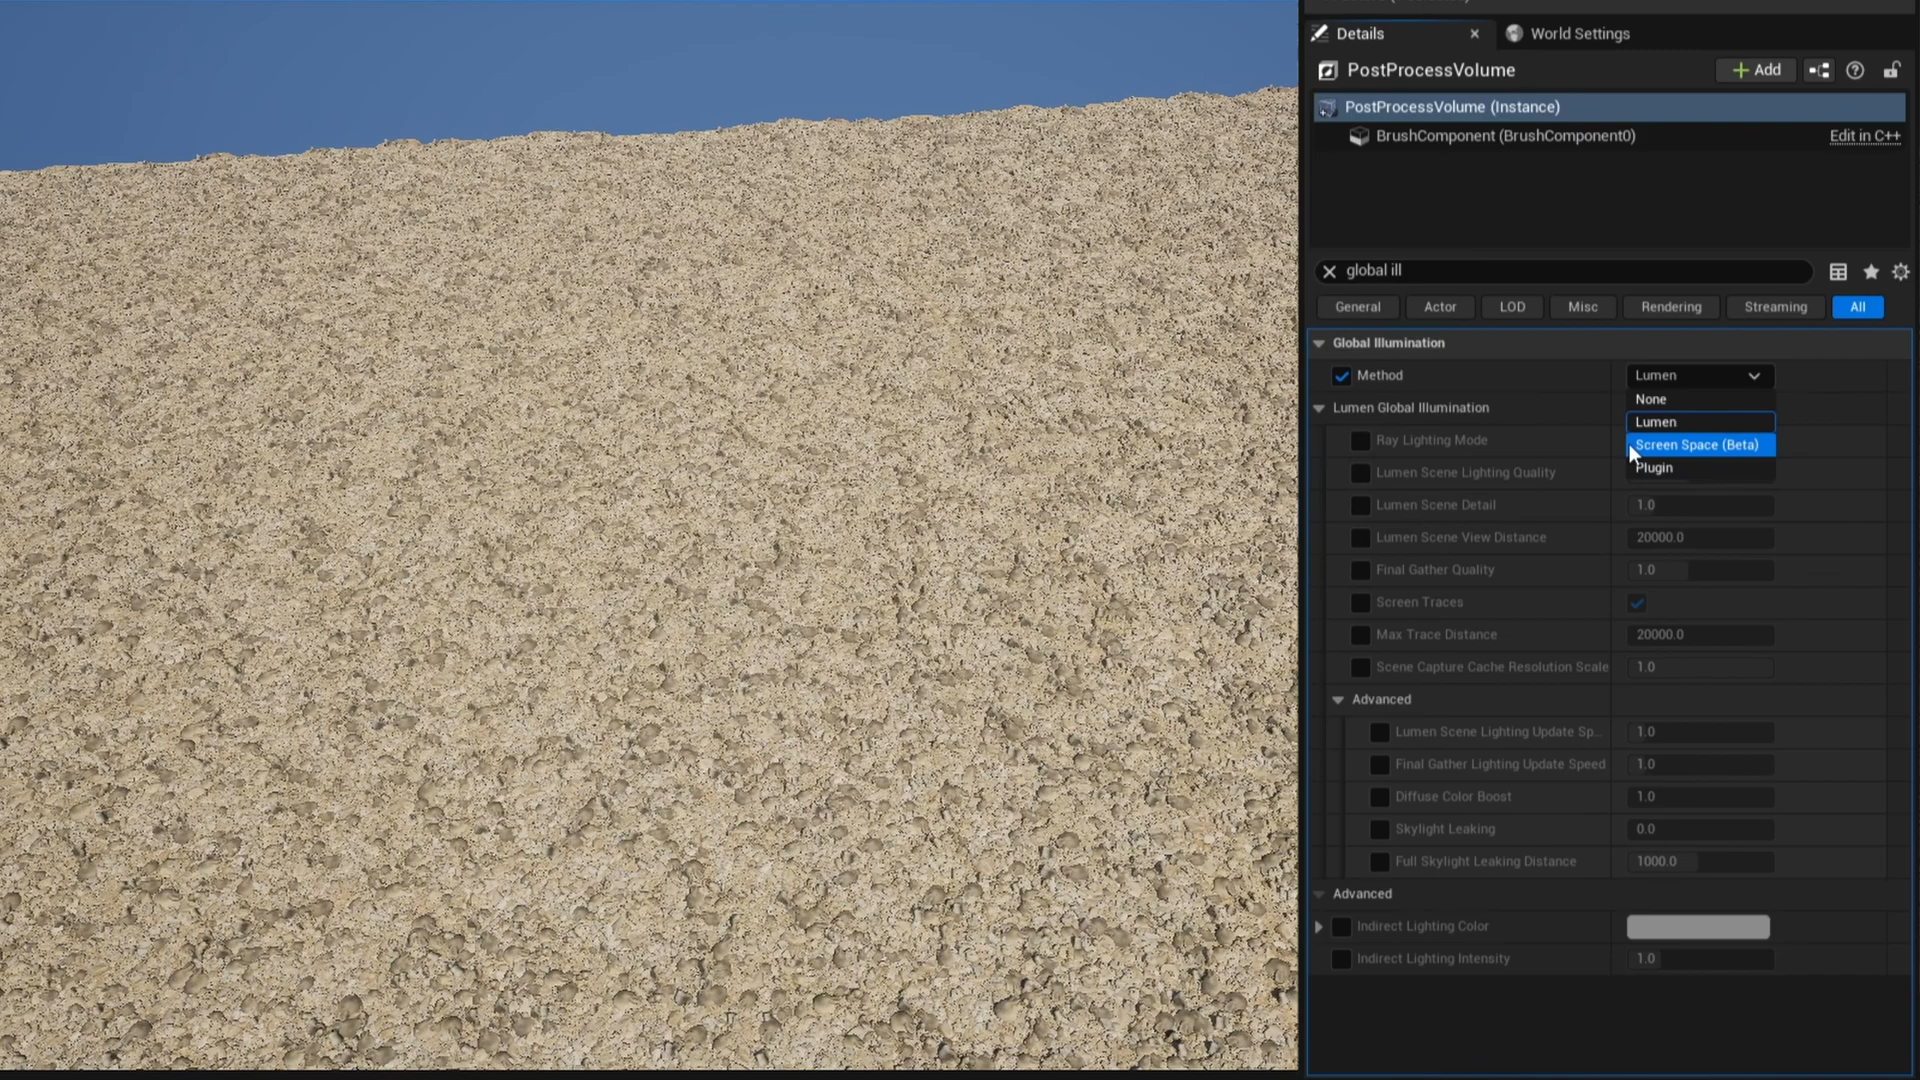 Details
World Settings
PostProcessVolume
Add
PostProcessVolume (Instance)
BrushComponent (BrushComponent0)
Edit in C++
global ill
General
Actor
LOD
Misc
Rendering
Streaming
All
Global Illumination
Method
Lumen
None
Lumen Global Illumination
Lumen
Ray Lighting Mode
Screen Space (Beta)
Plugin
Lumen Scene Lighting Quality
Lumen Scene Detail
1.0
Lumen Scene View Distance
20000.0
Final Gather Quality
1.0
Screen Traces
Max Trace Distance
20000.0
Scene Capture Cache Resolution Scale
1.0
Advanced
Lumen Scene Lighting Update Sp...
1.0
Final Gather Lighting Update Speed
1.0
Diffuse Color Boost
1.0
Skylight Leaking
0.0
Full Skylight Leaking Distance
1000.0
Advanced
Indirect Lighting Color
Indirect Lighting Intensity
1.0